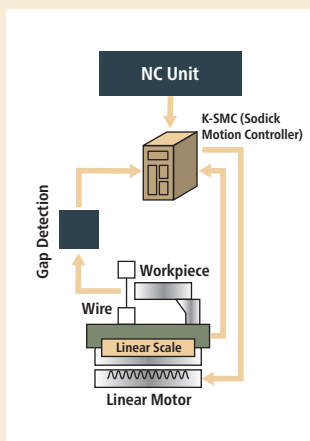 NC Unit
K-SMC (Sodick
Motion Controller)
Gap Detection
Workpiece
Wire
Linear Scale
Linear Motor